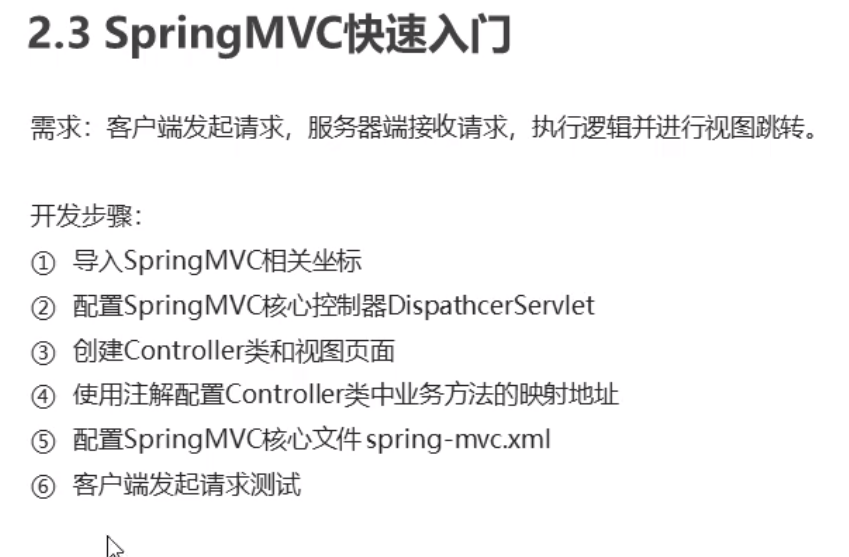 2.3 SpringMVC快速入门
需求：客户端发起请求，服务器端接收请求，执行逻辑并进行视图跳转。
开发步骤：
① 导入SpringMVC相关坐标
② 配置SpringMVC核心控制器DispathcerServlet
③ 创建Controller类和视图页面
④ 使用注解配置Controller类中业务方法的映射地址
⑤ 配置SpringMVC核心文件 spring-mvc.xml
⑥ 客户端发起请求测试